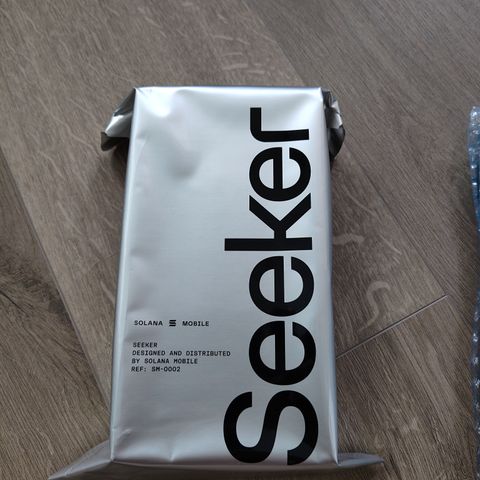 Seeker
SOLANA MOBILE
SEEKER
DESIGNED AND DISTRIBUTED
BY SOLANA MOBILE
REF: SM-0002